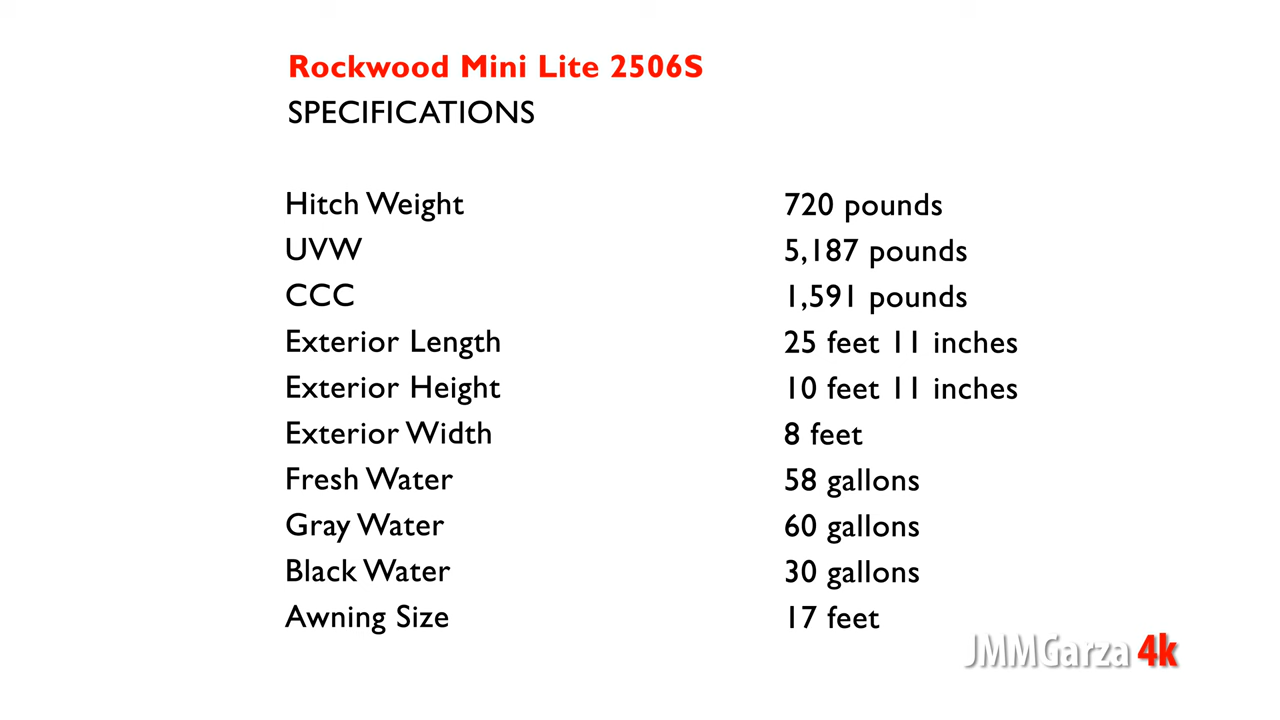 Rockwood Mini Lite 2506S
SPECIFICATIONS
Hitch Weight 720 pounds
UVW 5,187 pounds
CCC 1,591 pounds
Exterior Length 25 feet 11 inches
Exterior Height 10 feet 11 inches
Exterior Width 8 feet
Fresh Water 58 gallons
Gray Water 60 gallons
Black Water 30 gallons
Awning Size 17 feet
JMMGarza 4k